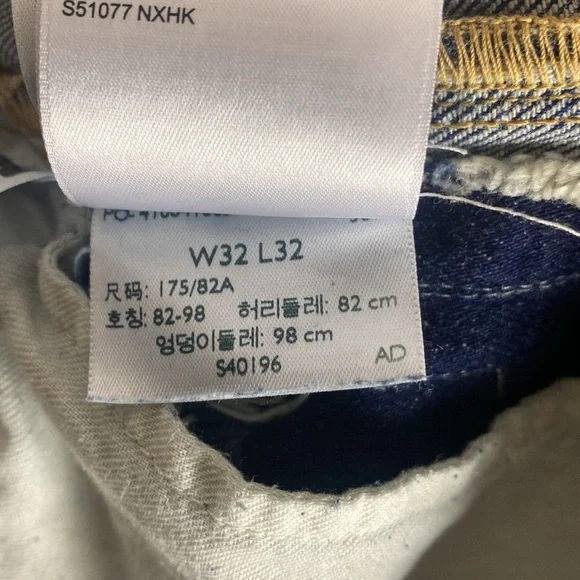 S51077 NXHK
W32 L32
尺码: 175/82A
호칭: 82-98 허리둘레: 82 cm
엉덩이둘레: 98 cm
S40196 AD